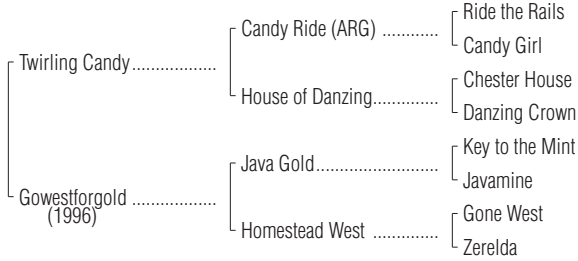 Ride the Rails
Candy Ride (ARG) ............
Candy Girl
Twirling Candy..................
Chester House
House of Danzing..............
Danzing Crown
Key to the Mint
Java Gold..........................
Javamine
Gowestforgold ..................
(1996)
Gone West
Homestead West ..............
Zerelda